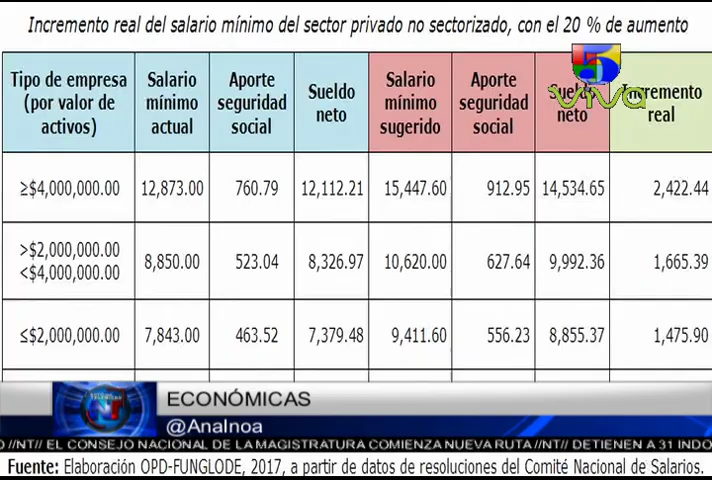 Incremento real del salario mínimo del sector privado no sectorizado, con el 20 % de aumento
Tipo de empresa (por valor de activos) Salario mínimo actual Aporte seguridad social Sueldo neto Salario mínimo sugerido Aporte seguridad social Sueldo neto Incremento real
5
viva
≥$4,000,000.00 12,873.00 760.79 12,112.21 15,447.60 912.95 14,534.65 2,422.44
>$2,000,000.00
<$4,000,000.00 8,850.00 523.04 8,326.97 10,620.00 627.64 9,992.36 1,665.39
≤$2,000,000.00 7,843.00 463.52 7,379.48 9,411.60 556.23 8,855.37 1,475.90
NT
ECONÓMICAS
@AnaInoa
//NT// EL CONSEJO NACIONAL DE LA MAGISTRATURA COMIENZA NUEVA RUTA //NT// DETIENEN A 31 INDO
Fuente: Elaboración OPD-FUNGLODE, 2017, a partir de datos de resoluciones del Comité Nacional de Salarios.